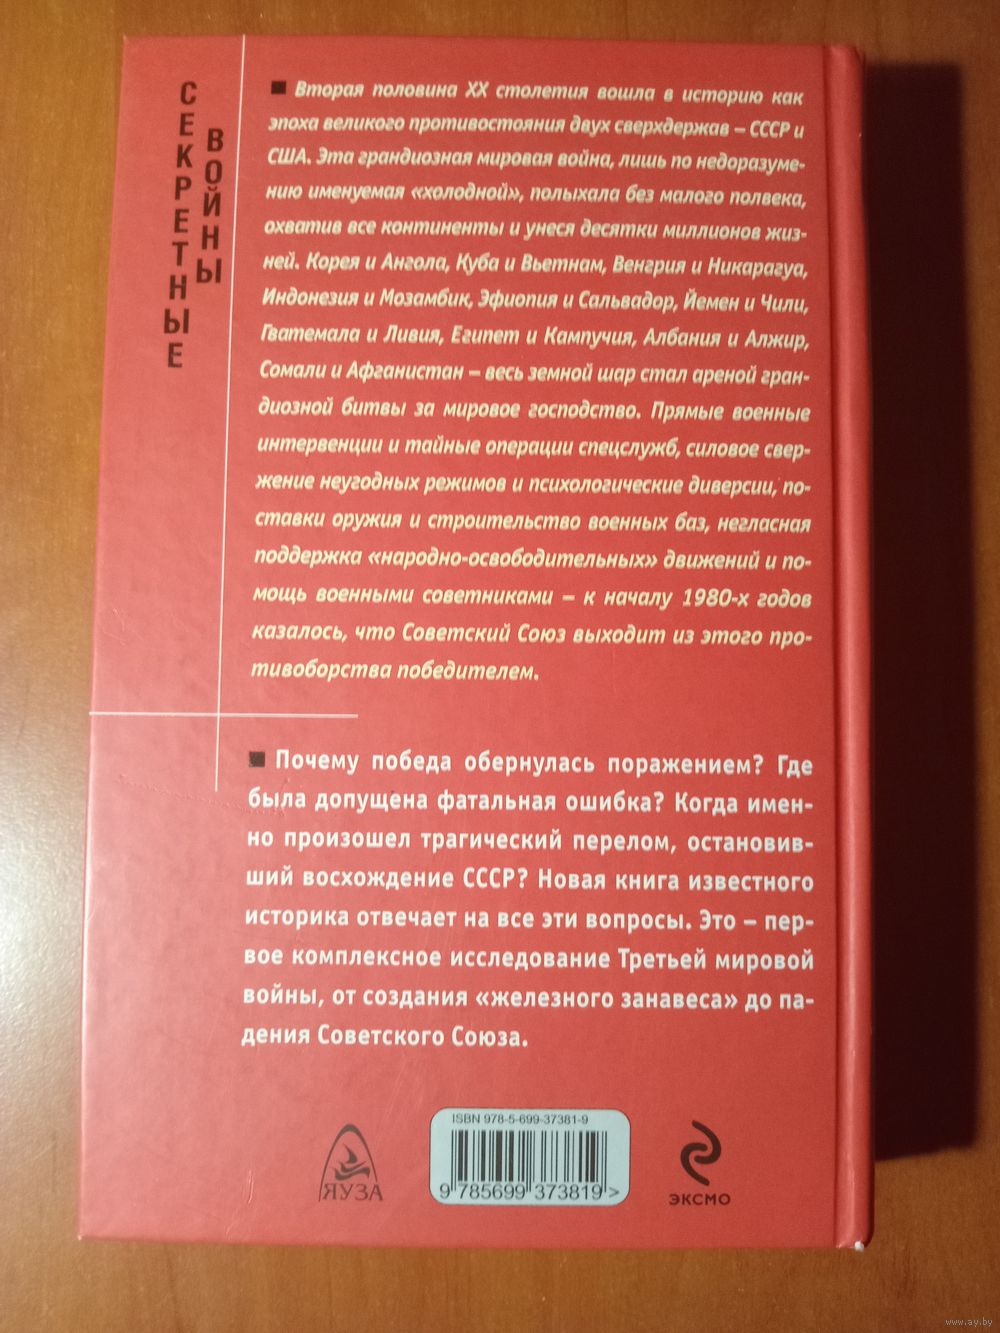 СЕКРЕТНЫЕ
ВОЙНЫ
■ Вторая половина XX столетия вошла в историю как
эпоха великого противостояния двух сверхдержав – СССР и
США. Эта грандиозная мировая война, лишь по недоразуме-
нию именуемая «холодной», полыхала без малого полвека,
охватив все континенты и унеся десятки миллионов жиз-
ней. Корея и Ангола, Куба и Вьетнам, Венгрия и Никарагуа,
Индонезия и Мозамбик, Эфиопия и Сальвадор, Йемен и Чили,
Гватемала и Ливия, Египет и Кампучия, Албания и Алжир,
Сомали и Афганистан – весь земной шар стал ареной гран-
диозной битвы за мировое господство. Прямые военные
интервенции и тайные операции спецслужб, силовое свер-
жение неугодных режимов и психологические диверсии, по-
ставки оружия и строительство военных баз, негласная
поддержка «народно-освободительных» движений и по-
мощь военными советниками – к началу 1980-х годов
казалось, что Советский Союз выходит из этого про-
тивоборства победителем.
■ Почему победа обернулась поражением? Где
была допущена фатальная ошибка? Когда имен-
но произошел трагический перелом, остановив-
ший восхождение СССР? Новая книга известного
историка отвечает на все эти вопросы. Это – пер-
вое комплексное исследование Третьей мировой
войны, от создания «железного занавеса» до па-
дения Советского Союза.
ISBN 978-5-699-37381-9
9 785699 373819 >
ЯУЗА
ЭКСМО
www.ay.by